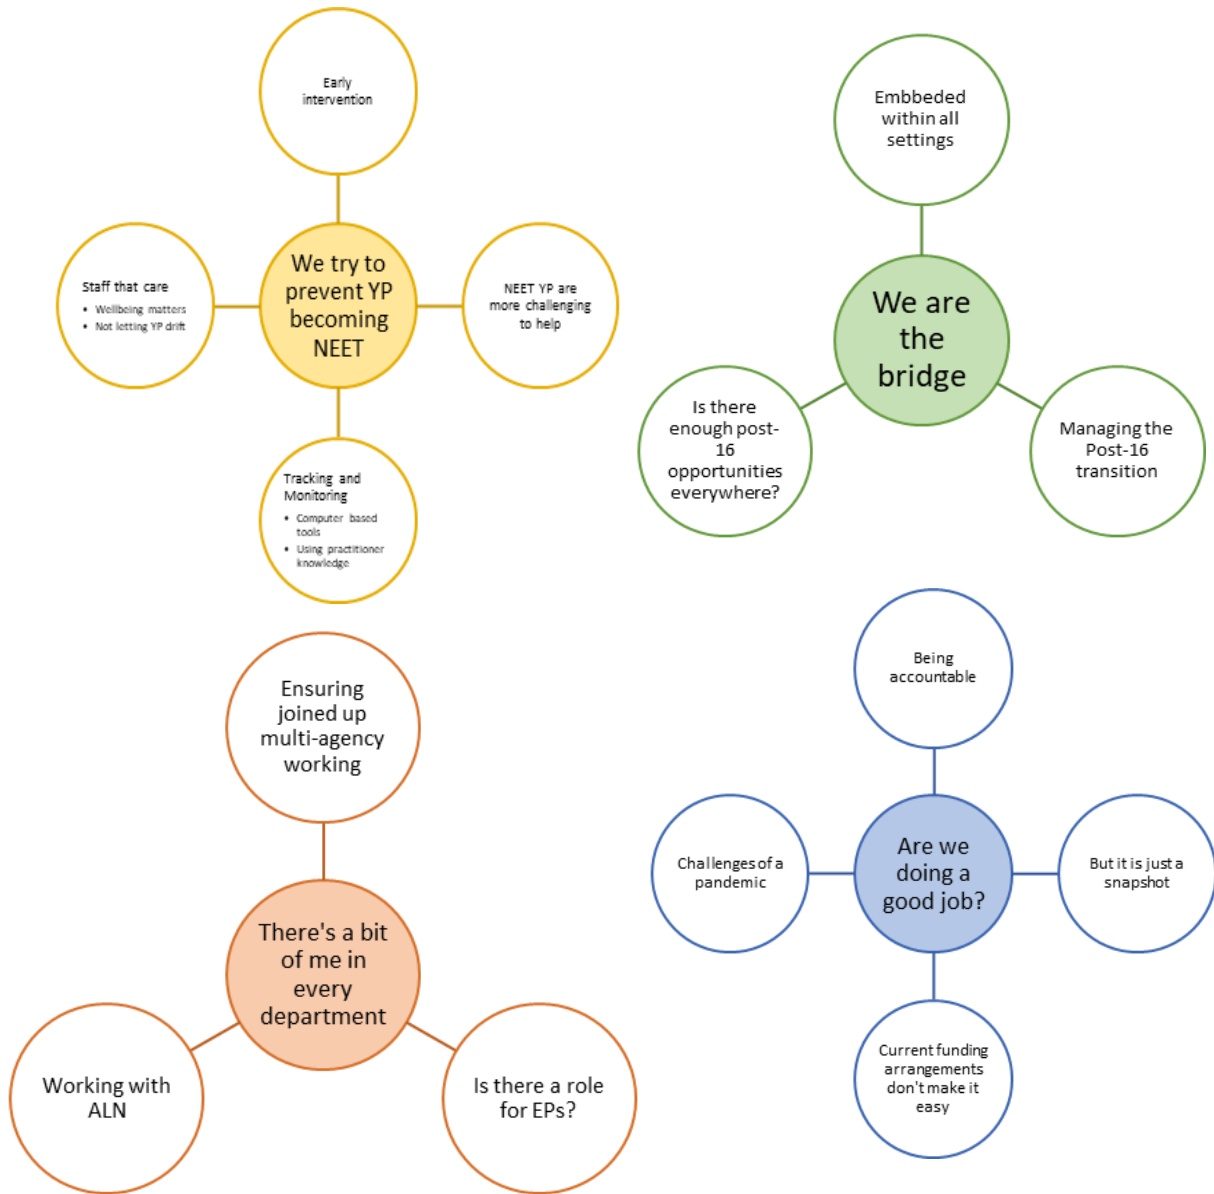 Early
intervention
Staff that care
• Wellbeing matters
• Not letting YP drift
We try to
prevent YP
becoming
NEET
NEET YP are
more challenging
to help
Tracking and
Monitoring
• Computer based
tools
• Using practitioner
knowledge
Embbeded
within all
settings
We are
the
bridge
Is there
enough post-
16
opportunities
everywhere?
Managing the
Post-16
transition
Ensuring
joined up
multi-agency
working
There's a bit
of me in
every
department
Working with
ALN
Is there a role
for EPs?
Being
accountable
Challenges of a
pandemic
Are we
doing a
good job?
But it is just a
snapshot
Current funding
arrangements
don't make it
easy